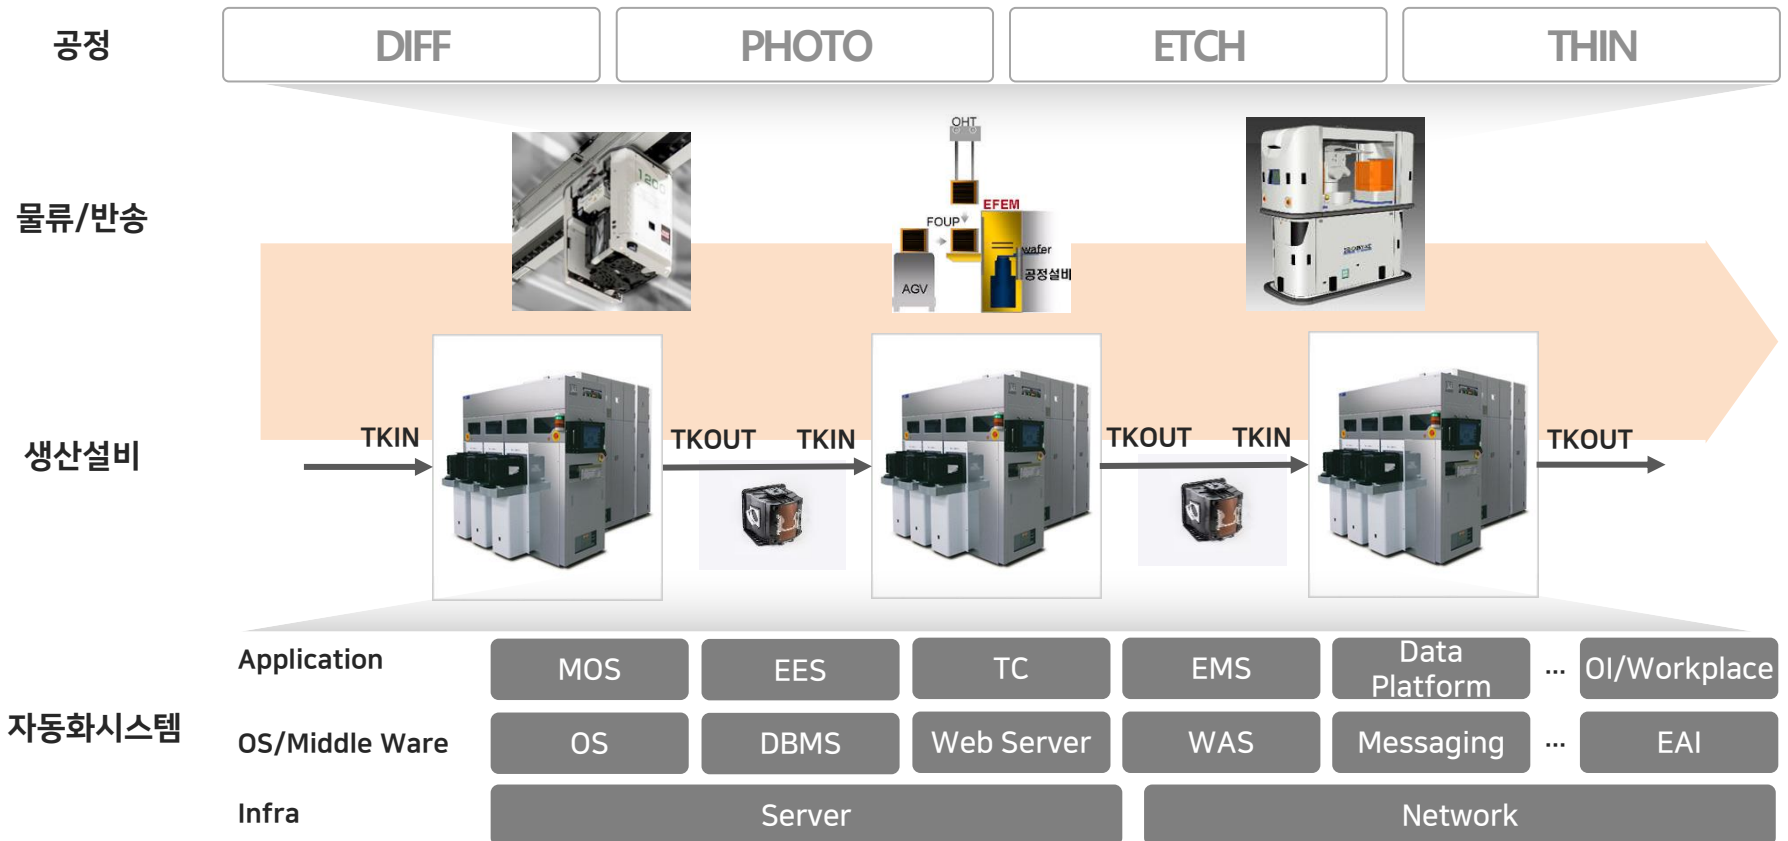 공정
DIFF
PHOTO
ETCH
THIN
물류/반송
1200
OHT
EFEM
FOUP
wafer
공정설비
AGV
생산설비
TKIN
TKOUT
TKIN
TKOUT
TKIN
TKOUT
자동화시스템
Application
MOS
EES
TC
EMS
Data
Platform
...
OI/Workplace
OS/Middle Ware
OS
DBMS
Web Server
WAS
Messaging
...
EAI
Infra
Server
Network